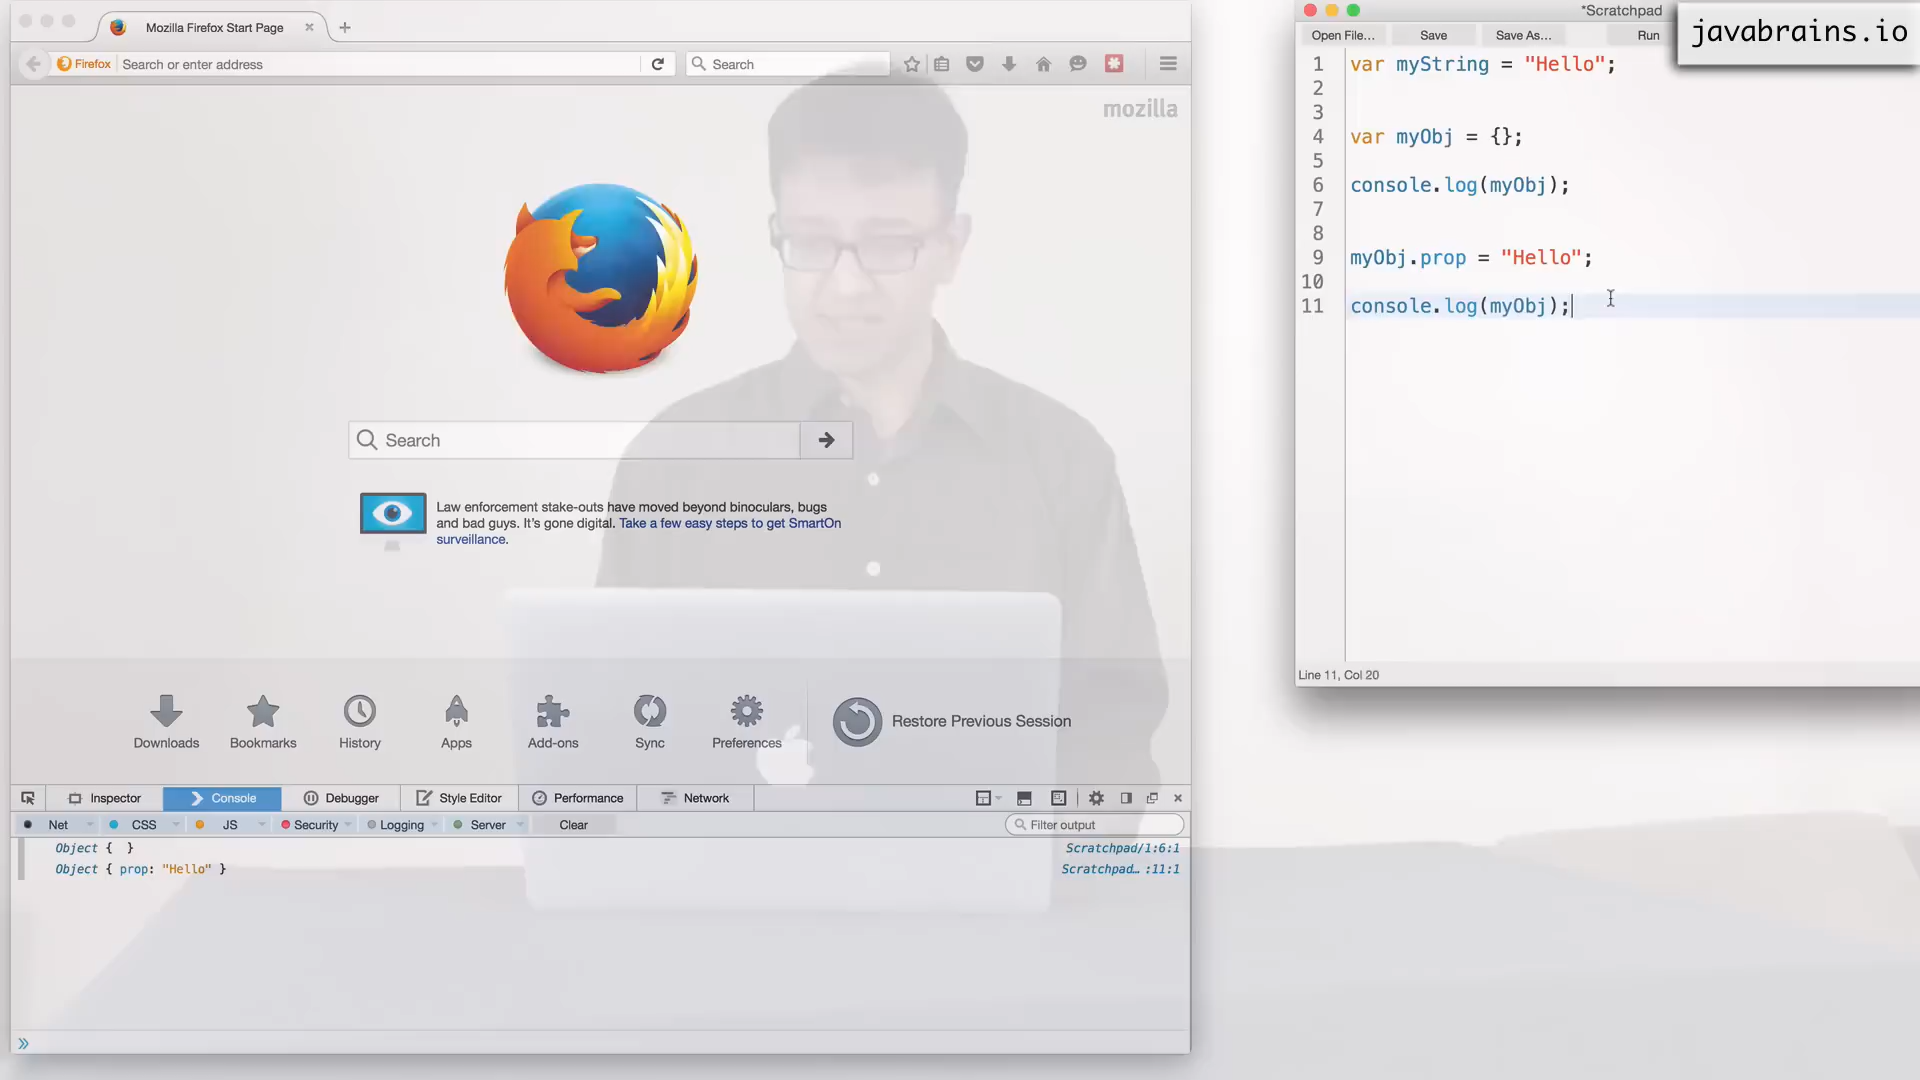 Mozilla Firefox Start Page
Firefox
Search or enter address
Search
mozilla
Search
Law enforcement stake-outs have moved beyond binoculars, bugs
and bad guys. It's gone digital. Take a few easy steps to get SmartOn
surveillance.
Downloads
Bookmarks
History
Apps
Add-ons
Sync
Preferences
Restore Previous Session
Inspector
Console
Debugger
Style Editor
Performance
Network
Net
CSS
JS
Security
Logging
Server
Clear
Filter output
Object { }
Scratchpad/1:6:1
Object { prop: "Hello" }
Scratchpad… :11:1
*Scratchpad
javabrains.io
Open File...
Save
Save As...
Run
1 var myString = "Hello";
2
3
4 var myObj = {};
5
6 console.log(myObj);
7
8
9 myObj.prop = "Hello";
10
11 console.log(myObj);
Line 11, Col 20